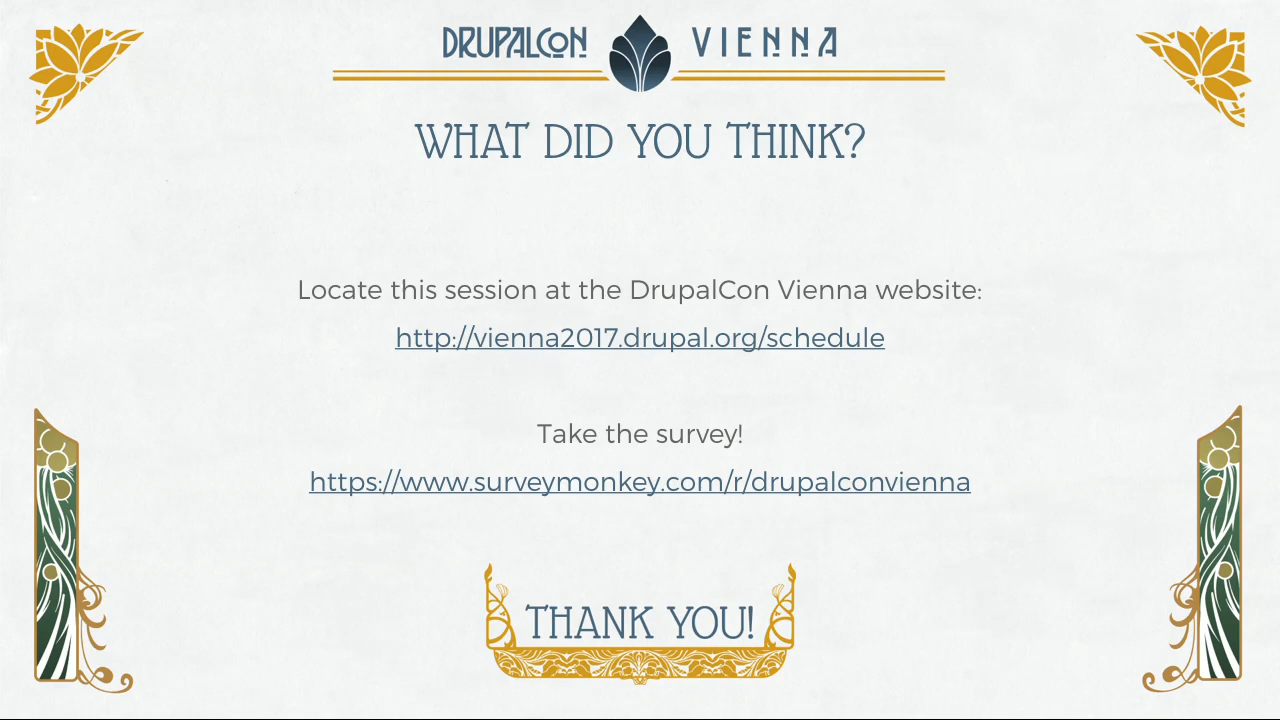 DRUPALCON VIENNA
WHAT DID YOU THINK?
Locate this session at the DrupalCon Vienna website:
http://vienna2017.drupal.org/schedule
Take the survey!
https://www.surveymonkey.com/r/drupalconvienna
THANK YOU!